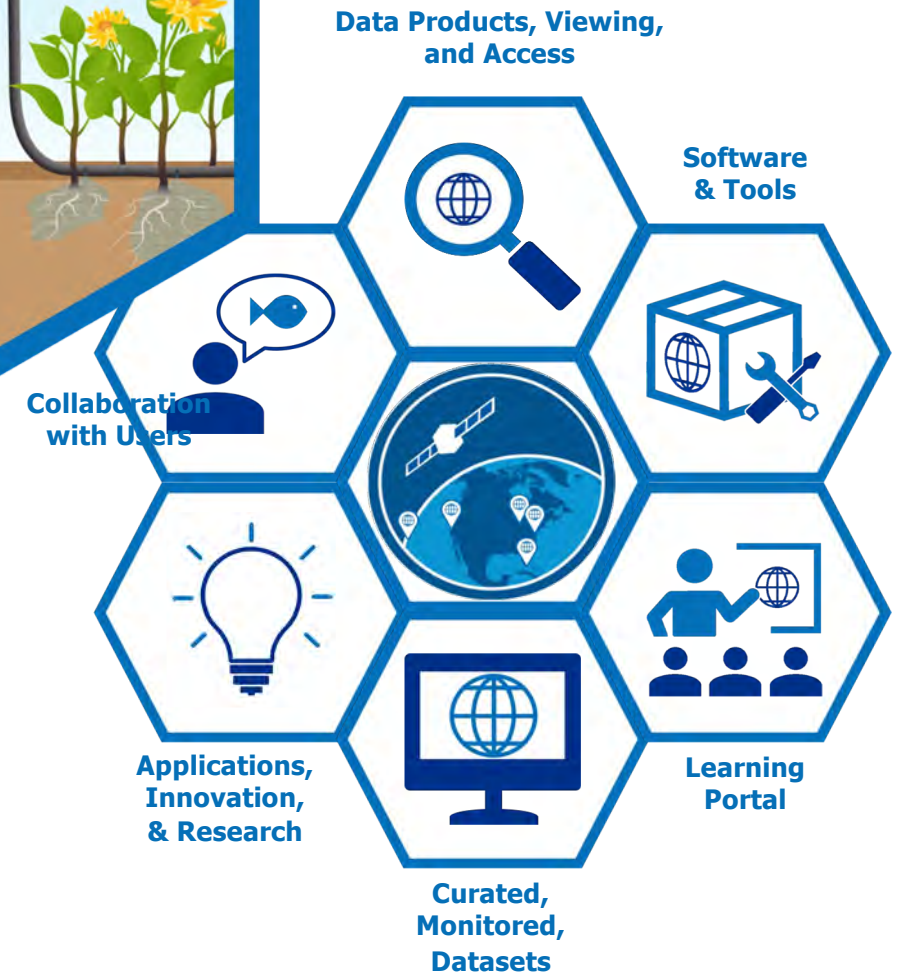 Data Products, Viewing,
and Access
Software
& Tools
Collaboration
with Users
Applications,
Innovation,
& Research
Learning
Portal
Curated,
Monitored,
Datasets